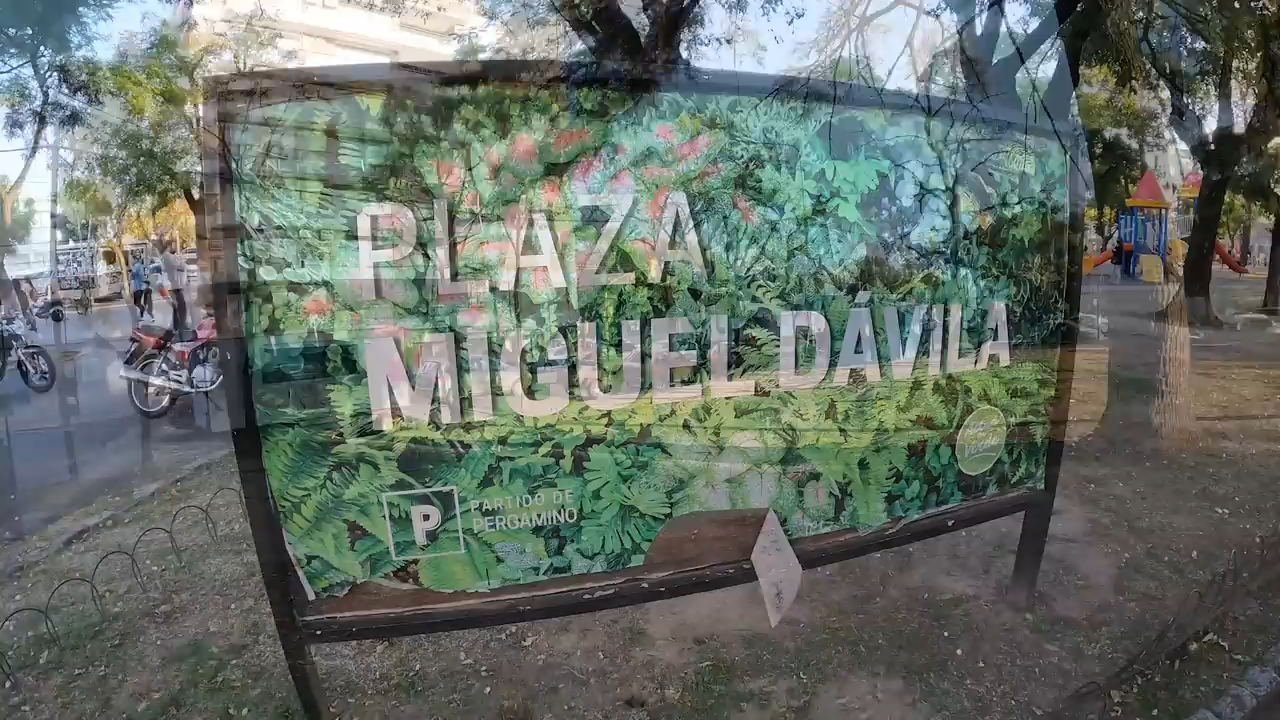 PLAZA
MIGUEL DÁVILA
P
PARTIDO DE
PERGAMINO